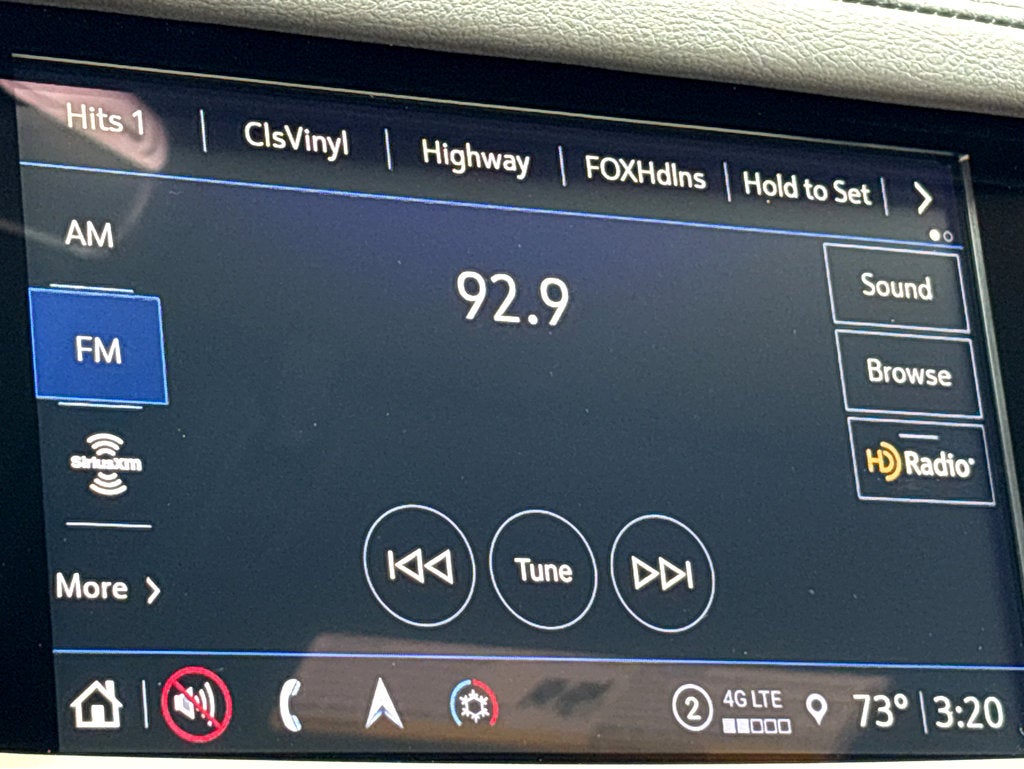 Hits 1 | ClsVinyl | Highway | FOXHdlns | Hold to Set
AM
92.9
Sound
FM
Browse
SiriusXM
HD Radio
Tune
More
2 4G LTE 73° 3:20